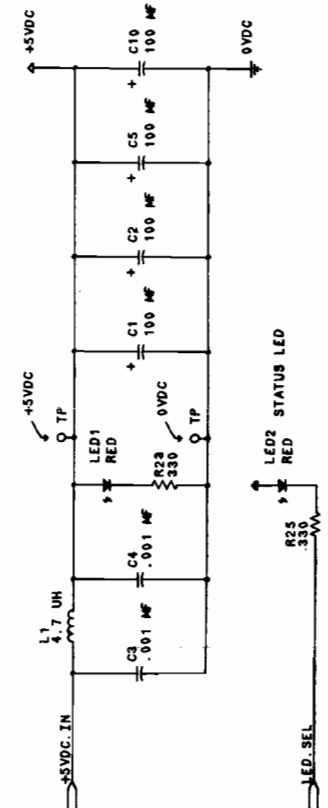 +5VDC.IN
L1
4.7 UH
C3
.001 MF
C4
.001 MF
LED1
RED
R23
330
+5VDC
TP
0VDC
TP
C1
100 MF
+
C2
100 MF
+
C5
100 MF
+
C10
100 MF
+
+5VDC
0VDC
LED.SEL
R25
330
LED2 STATUS LED
RED